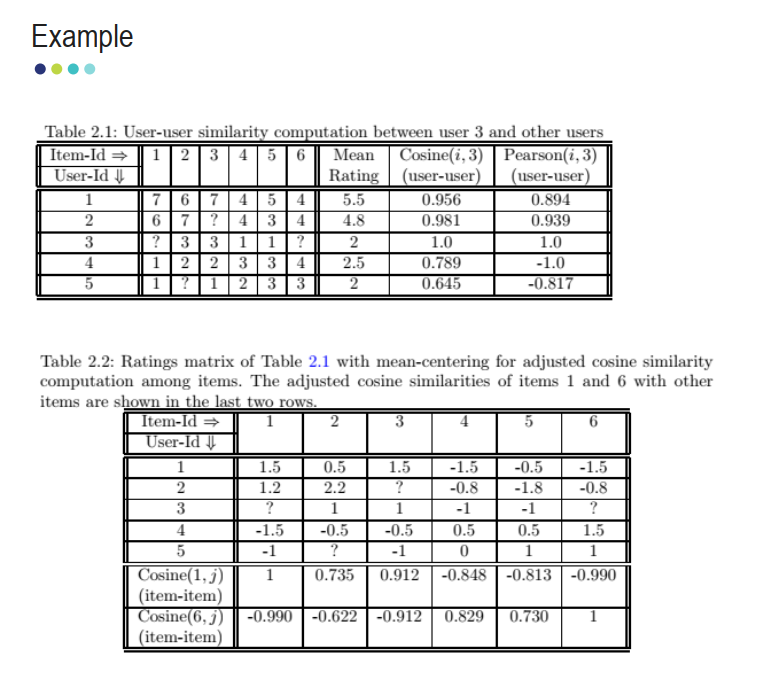 Example
Table 2.1: User-user similarity computation between user 3 and other users
Item-Id ⇒ 1 2 3 4 5 6 Mean Cosine(i, 3) Pearson(i, 3)
User-Id ⇓ Rating (user-user) (user-user)
1 7 6 7 4 5 4 5.5 0.956 0.894
2 6 7 ? 4 3 4 4.8 0.981 0.939
3 ? 3 3 1 1 ? 2 1.0 1.0
4 1 2 2 3 3 4 2.5 0.789 -1.0
5 1 ? 1 2 3 3 2 0.645 -0.817
Table 2.2: Ratings matrix of Table 2.1 with mean-centering for adjusted cosine similarity
computation among items. The adjusted cosine similarities of items 1 and 6 with other
items are shown in the last two rows.
Item-Id ⇒ 1 2 3 4 5 6
User-Id ⇓
1 1.5 0.5 1.5 -1.5 -0.5 -1.5
2 1.2 2.2 ? -0.8 -1.8 -0.8
3 ? 1 1 -1 -1 ?
4 -1.5 -0.5 -0.5 0.5 0.5 1.5
5 -1 ? -1 0 1 1
Cosine(1, j) 1 0.735 0.912 -0.848 -0.813 -0.990
(item-item)
Cosine(6, j) -0.990 -0.622 -0.912 0.829 0.730 1
(item-item)